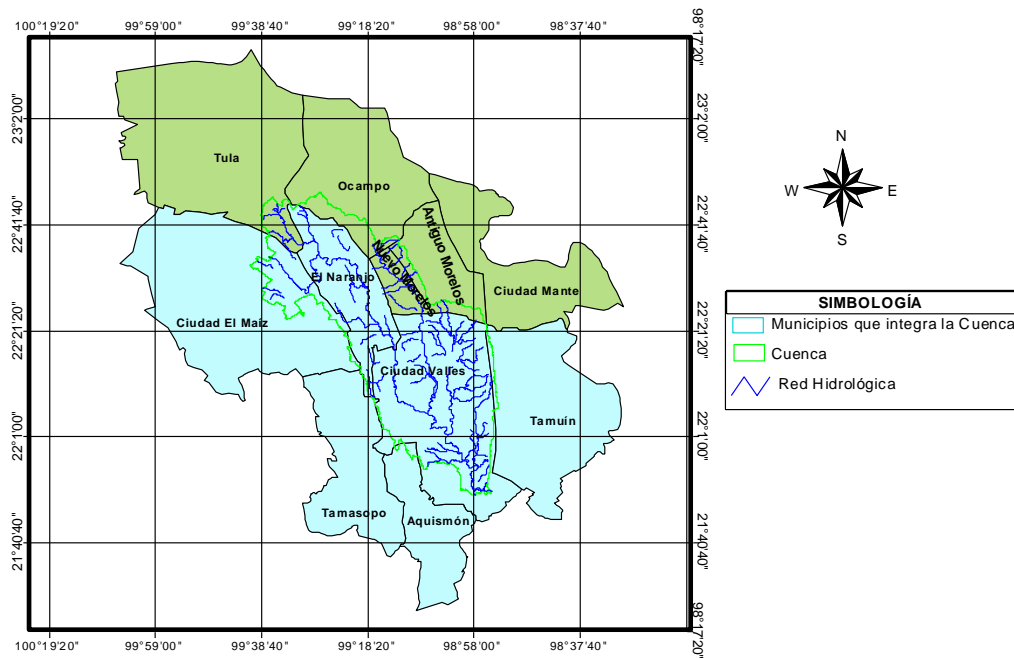 100°19'20" 99°59'00" 99°38'40" 99°18'20" 98°58'00" 98°37'40" 98°17'20"
23°2'00" 23°2'00"
Tula
Ocampo
N
W E
S
22°41'40" 22°41'40"
Antiguo Morelos
Nuevo Morelos
El Naranjo
Ciudad Mante
Ciudad El Maiz
22°21'20" 22°21'20"
SIMBOLOGÍA
Municipios que integra la Cuenca
Cuenca
Red Hidrológica
Ciudad Valles
Tamuín
22°1'00" 22°1'00"
Tamasopo
Aquismón
21°40'40" 21°40'40"
100°19'20" 99°59'00" 99°38'40" 99°18'20" 98°58'00" 98°37'40" 98°17'20"